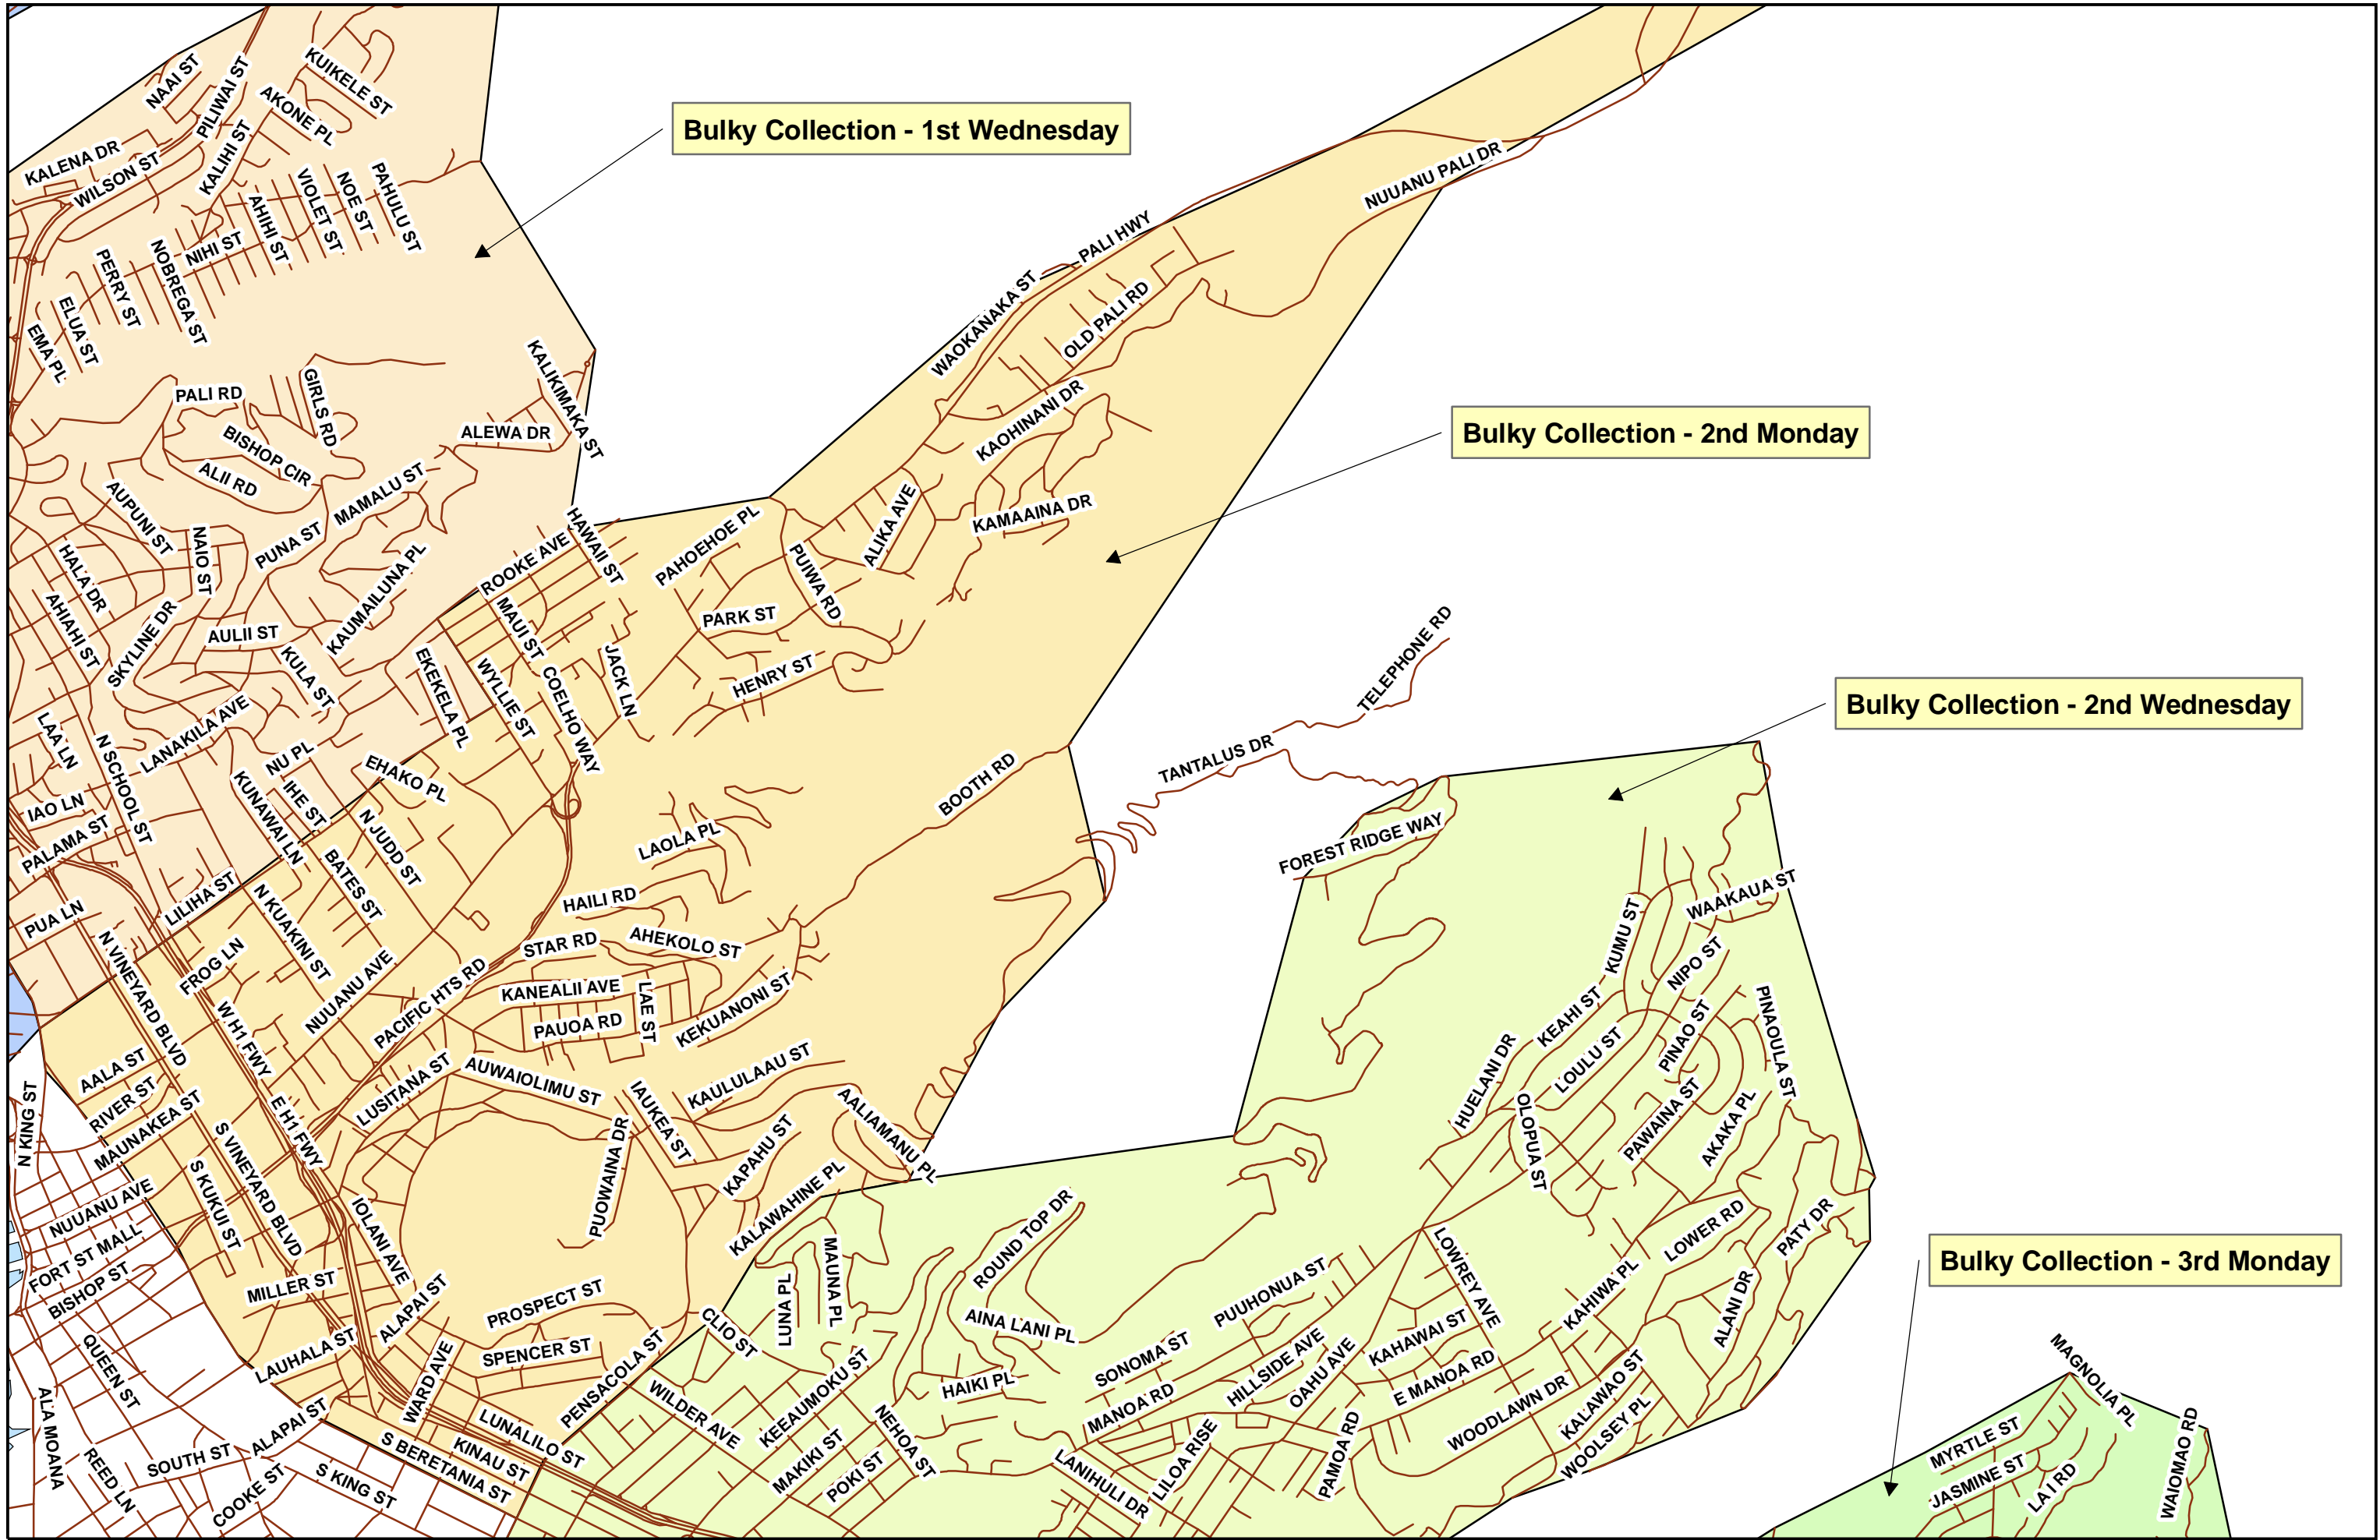 Bulky Collection - 1st Wednesday
Bulky Collection - 2nd Monday
Bulky Collection - 2nd Wednesday
Bulky Collection - 3rd Monday
NAAI ST
PILIWAI ST
KUIKELE ST
AKONE PL
KALIHI ST
KALENA DR
WILSON ST
VIOLET ST
NOE ST
PAHULU ST
AHIHI ST
NIHI ST
NOBREGA ST
PERRY ST
ELUA ST
EMA PL
PALI RD
GIRLS RD
BISHOP CIR
ALII RD
ALEWA DR
KALIKIMAKA ST
MAMALU ST
AUPUNI ST
NAIO ST
PUNA ST
KAUMAILUNA PL
HALA DR
AHIAHI ST
SKYLINE DR
AULII ST
KULA ST
LAA LN
N SCHOOL ST
LANAKILA AVE
NU PL
IHE ST
KUNAWAI LN
IAO LN
PALAMA ST
PUA LN
LILIHA ST
EKEKELA PL
EHAKO PL
NUUANU PALI DR
PALI HWY
WAOKANAKA ST
OLD PALI RD
KAOHINANI DR
KAMAAINA DR
ALIKA AVE
PUIWA RD
PAHOEHOE PL
HAWAII ST
ROOKE AVE
MAUI ST
PARK ST
HENRY ST
JACK LN
WYLLIE ST
COELHO WAY
N JUDD ST
BATES ST
N KUAKINI ST
FROG LN
N VINEYARD BLVD
W H1 FWY
NUUANU AVE
PACIFIC HTS RD
BOOTH RD
LAOLA PL
HAILI RD
STAR RD
AHEKOLO ST
KANEALII AVE
LAE ST
PAUOA RD
KEKUANONI ST
AALA ST
RIVER ST
MAUNAKEA ST
LUSITANA ST
AUWAIOLIMU ST
IAUKEA ST
KAULULAAU ST
AALIAMANU PL
KAPAHU ST
PUOWAINA DR
KALAWAHINE PL
E H1 FWY
S VINEYARD BLVD
S KUKUI ST
IOLANI AVE
MILLER ST
ALAPAI ST
PROSPECT ST
SPENCER ST
WARD AVE
LAUHALA ST
PENSACOLA ST
LUNALILO ST
KINAU ST
S BERETANIA ST
N KING ST
NUUANU AVE
FORT ST MALL
BISHOP ST
QUEEN ST
ALA MOANA
REED LN
SOUTH ST
ALAPAI ST
COOKE ST
S KING ST
TELEPHONE RD
TANTALUS DR
FOREST RIDGE WAY
KUMU ST
WAAKAUA ST
NIPO ST
KEAHI ST
HUELANI DR
LOULU ST
PINAO ST
PINAOULA ST
OLOPUA ST
PAWAINA ST
AKAKA PL
LOWER RD
PATY DR
ALANI DR
KAHIWA PL
LOWREY AVE
PUUHONUA ST
ROUND TOP DR
AINA LANI PL
MAUNA PL
LUNA PL
CLIO ST
WILDER AVE
KEEAUMOKU ST
MAKIKI ST
POKI ST
NEHOA ST
HAIKI PL
SONOMA ST
MANOA RD
HILLSIDE AVE
OAHU AVE
KAHAWAI ST
E MANOA RD
WOODLAWN DR
KALAWAO ST
WOOLSEY PL
PAMOA RD
LILOA RISE
LANIHULI DR
MAGNOLIA PL
MYRTLE ST
JASMINE ST
LA I RD
WAIOMAO RD